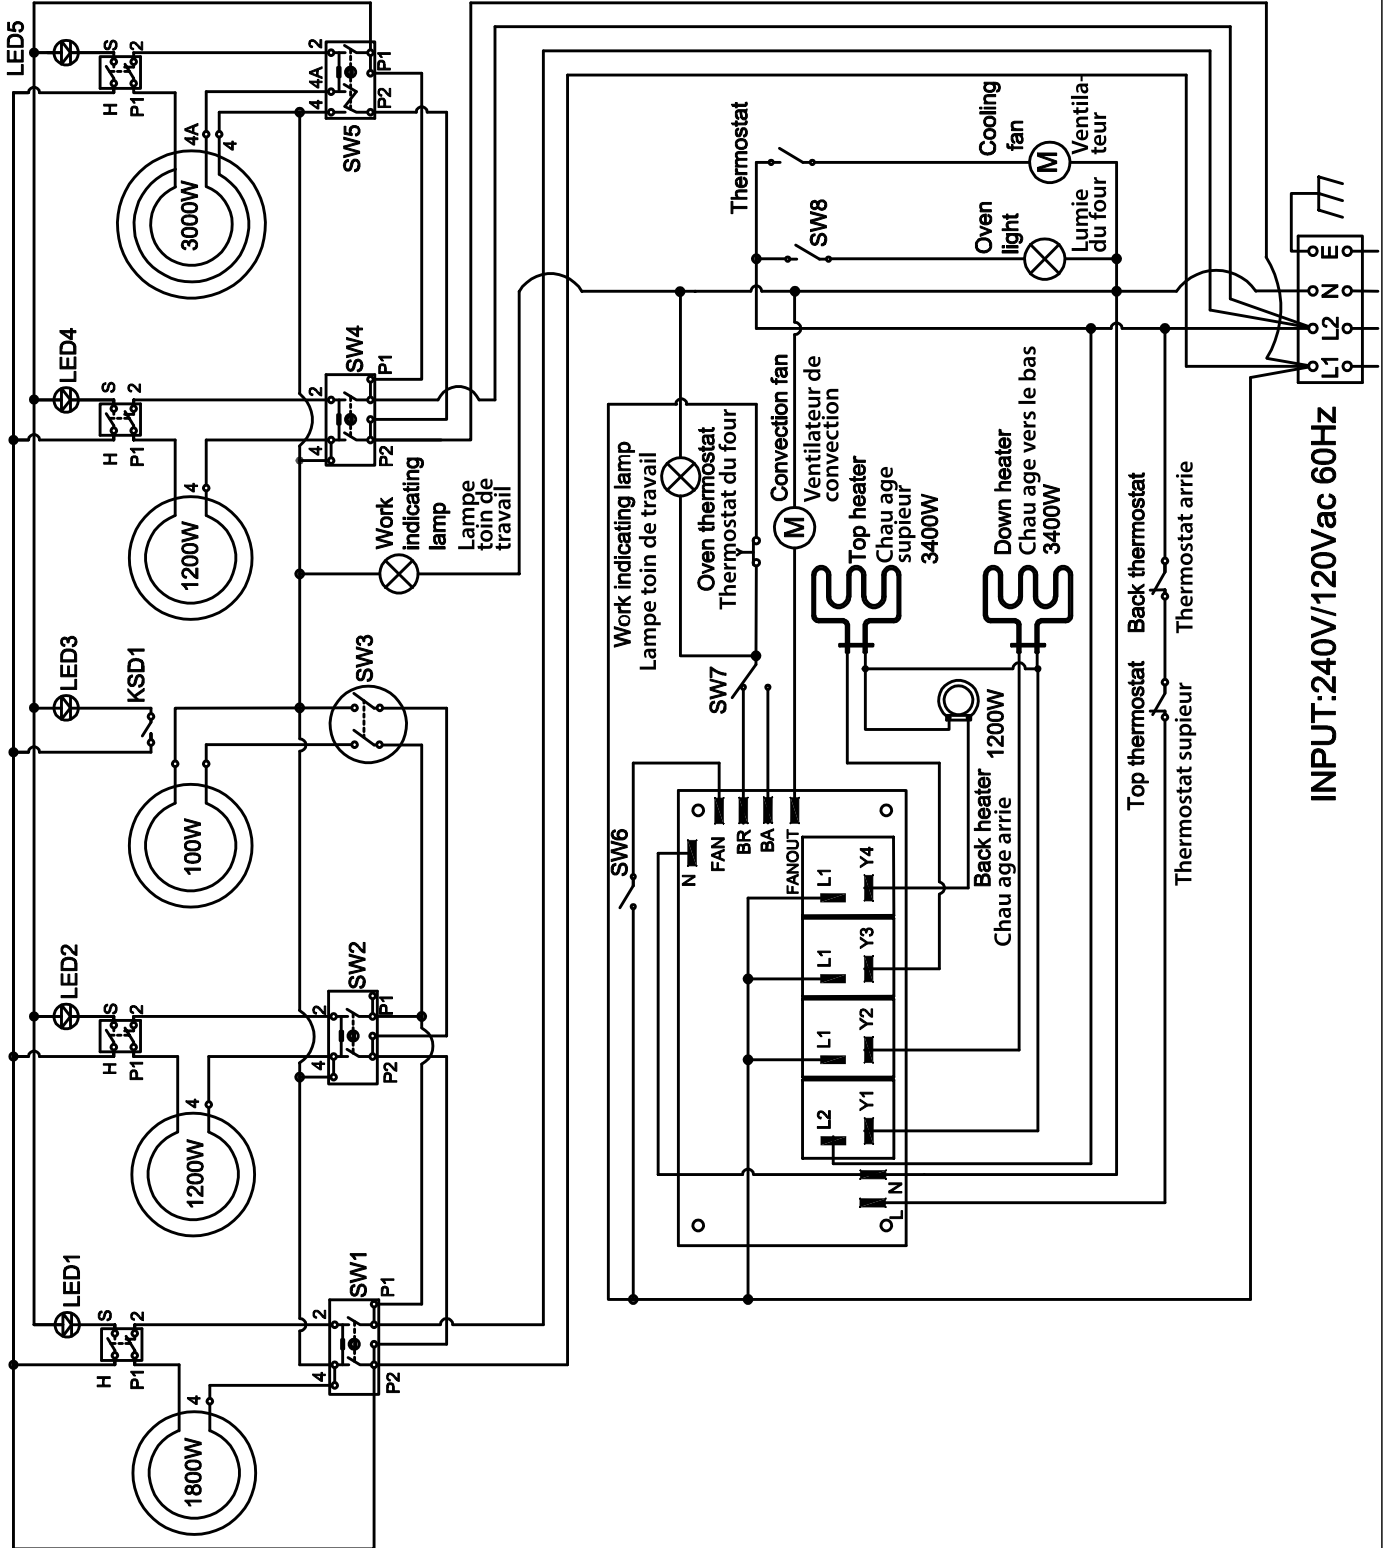 LED1
LED2
LED3
LED4
LED5
H
S
P1
2
H
S
P1
2
KSD1
H
S
P1
2
H
S
P1
2
1800W
4
1200W
4
100W
1200W
4
3000W
4A
4
4
2
SW1
P2
P1
4
2
SW2
P2
P1
SW3
4
2
SW4
P2
P1
4
4A
2
SW5
P2
P1
Work
indicating
lamp
Lampe
toin de
travail
SW6
Work indicating lamp
Lampe toin de travail
Oven thermostat
Thermostat du four
SW7
Thermostat
SW8
Convection fan
Ventilateur de
convection
Cooling
fan
Ventila-
teur
Oven
light
Lumie
du four
Top heater
Chau age
supieur
3400W
Down heater
Chau age vers le bas
3400W
Back heater
1200W
Chau age arrie
N
FAN
BR
BA
FANOUT
L2
L1
L1
L1
Y1
Y2
Y3
Y4
L
N
Top thermostat
Thermostat supieur
Back thermostat
Thermostat arrie
L1
L2
N
E
INPUT:240V/120Vac 60Hz